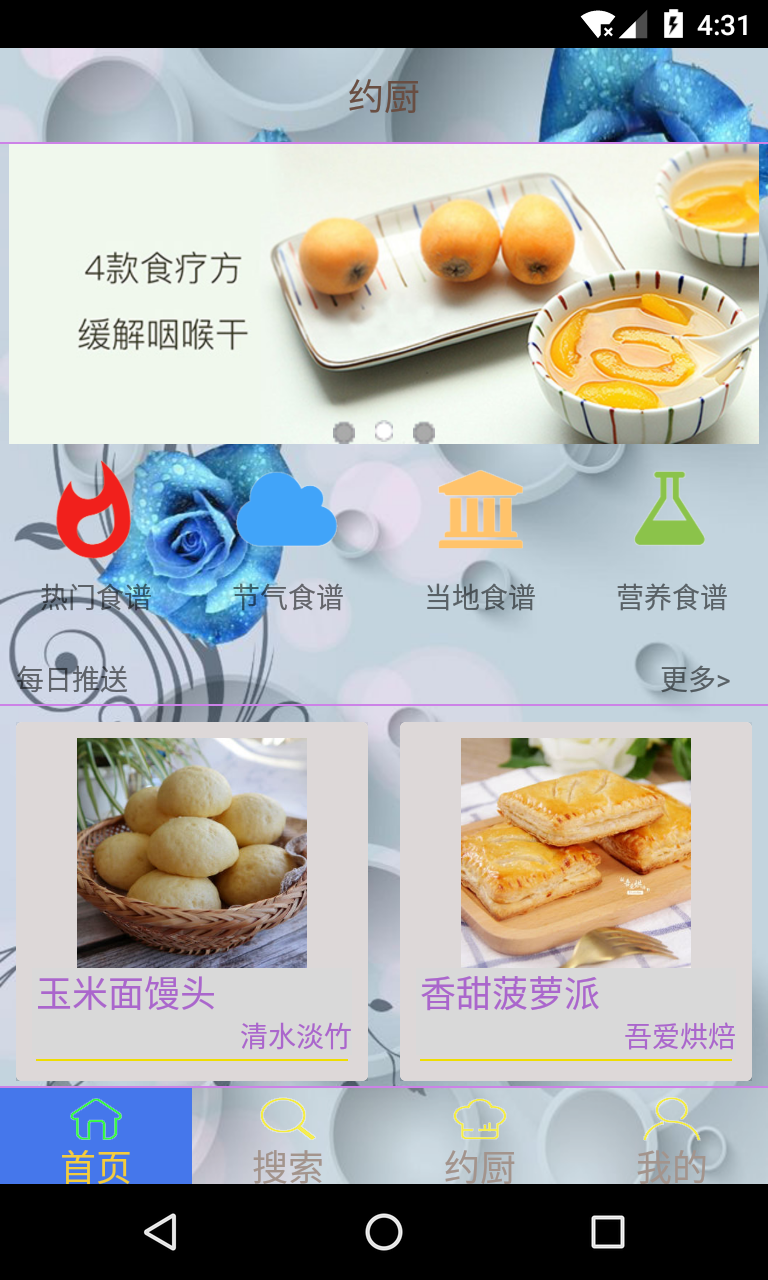 4:31
约厨
4款食疗方
缓解咽喉干
热门食谱 节气食谱 当地食谱 营养食谱
每日推送 更多>
玉米面馒头 香甜菠萝派
清水淡竹 吾爱烘焙
首页 搜索 约厨 我的